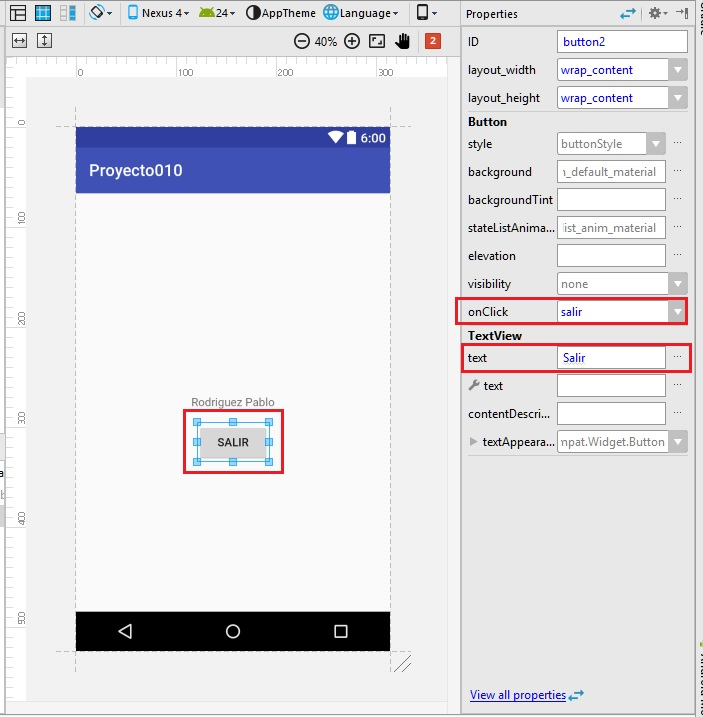 Nexus 4 24 AppTheme Language
40% 2
0 100 200 300
0
100
200
300
400
500
6:00
Proyecto010
Rodriguez Pablo
SALIR
Properties
ID button2
layout_width wrap_content
layout_height wrap_content
Button
style buttonStyle
background n_default_material
backgroundTint
stateListAnima... list_anim_material
elevation
visibility none
onClick salir
TextView
text Salir
text
contentDescri...
textAppeara... npat.Widget.Button
View all properties